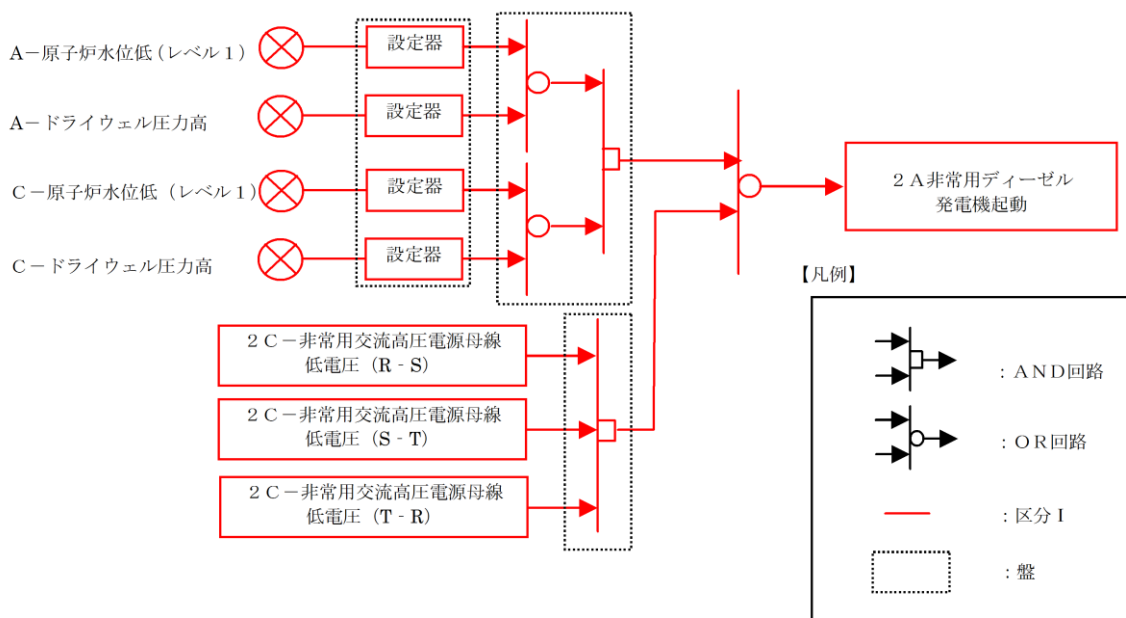 A－原子炉水位低（レベル１）
設定器
A－ドライウェル圧力高
設定器
C－原子炉水位低（レベル１）
設定器
C－ドライウェル圧力高
設定器
２Ａ非常用ディーゼル
発電機起動
２Ｃ－非常用交流高圧電源母線
低電圧（R‐S）
２Ｃ－非常用交流高圧電源母線
低電圧（S‐T）
２Ｃ－非常用交流高圧電源母線
低電圧（T‐R）
【凡例】
：ＡＮＤ回路
：ＯＲ回路
：区分Ⅰ
：盤